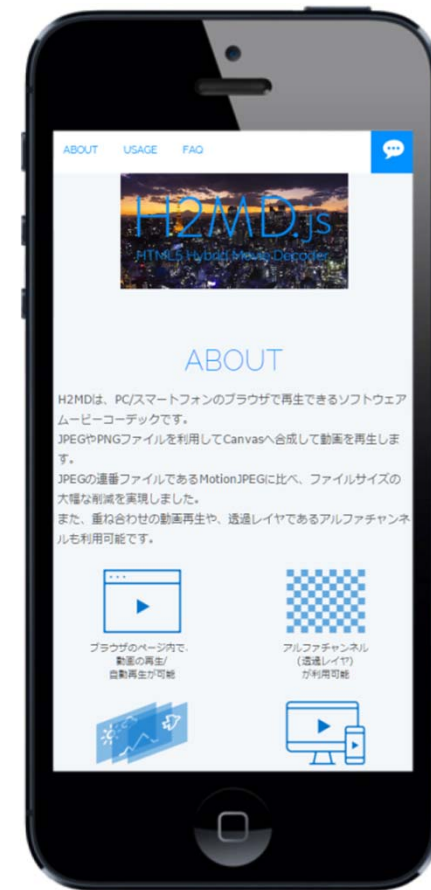 ABOUT USAGE FAQ
H2MD.js
HTML5 Hybrid Movie Decoder
ABOUT
H2MDは、PC/スマートフォンのブラウザで再生できるソフトウェア
ムービーコーデックです。
JPEGやPNGファイルを利用してCanvasへ合成して動画を再生しま
す。
JPEGの連番ファイルであるMotionJPEGに比べ、ファイルサイズの
大幅な削減を実現しました。
また、重ね合わせの動画再生や、透過レイヤであるアルファチャンネ
ルも利用可能です。
ブラウザのページ内で、
動画の再生/
自動再生が可能
アルファチャンネル
(透過レイヤ)
が利用可能